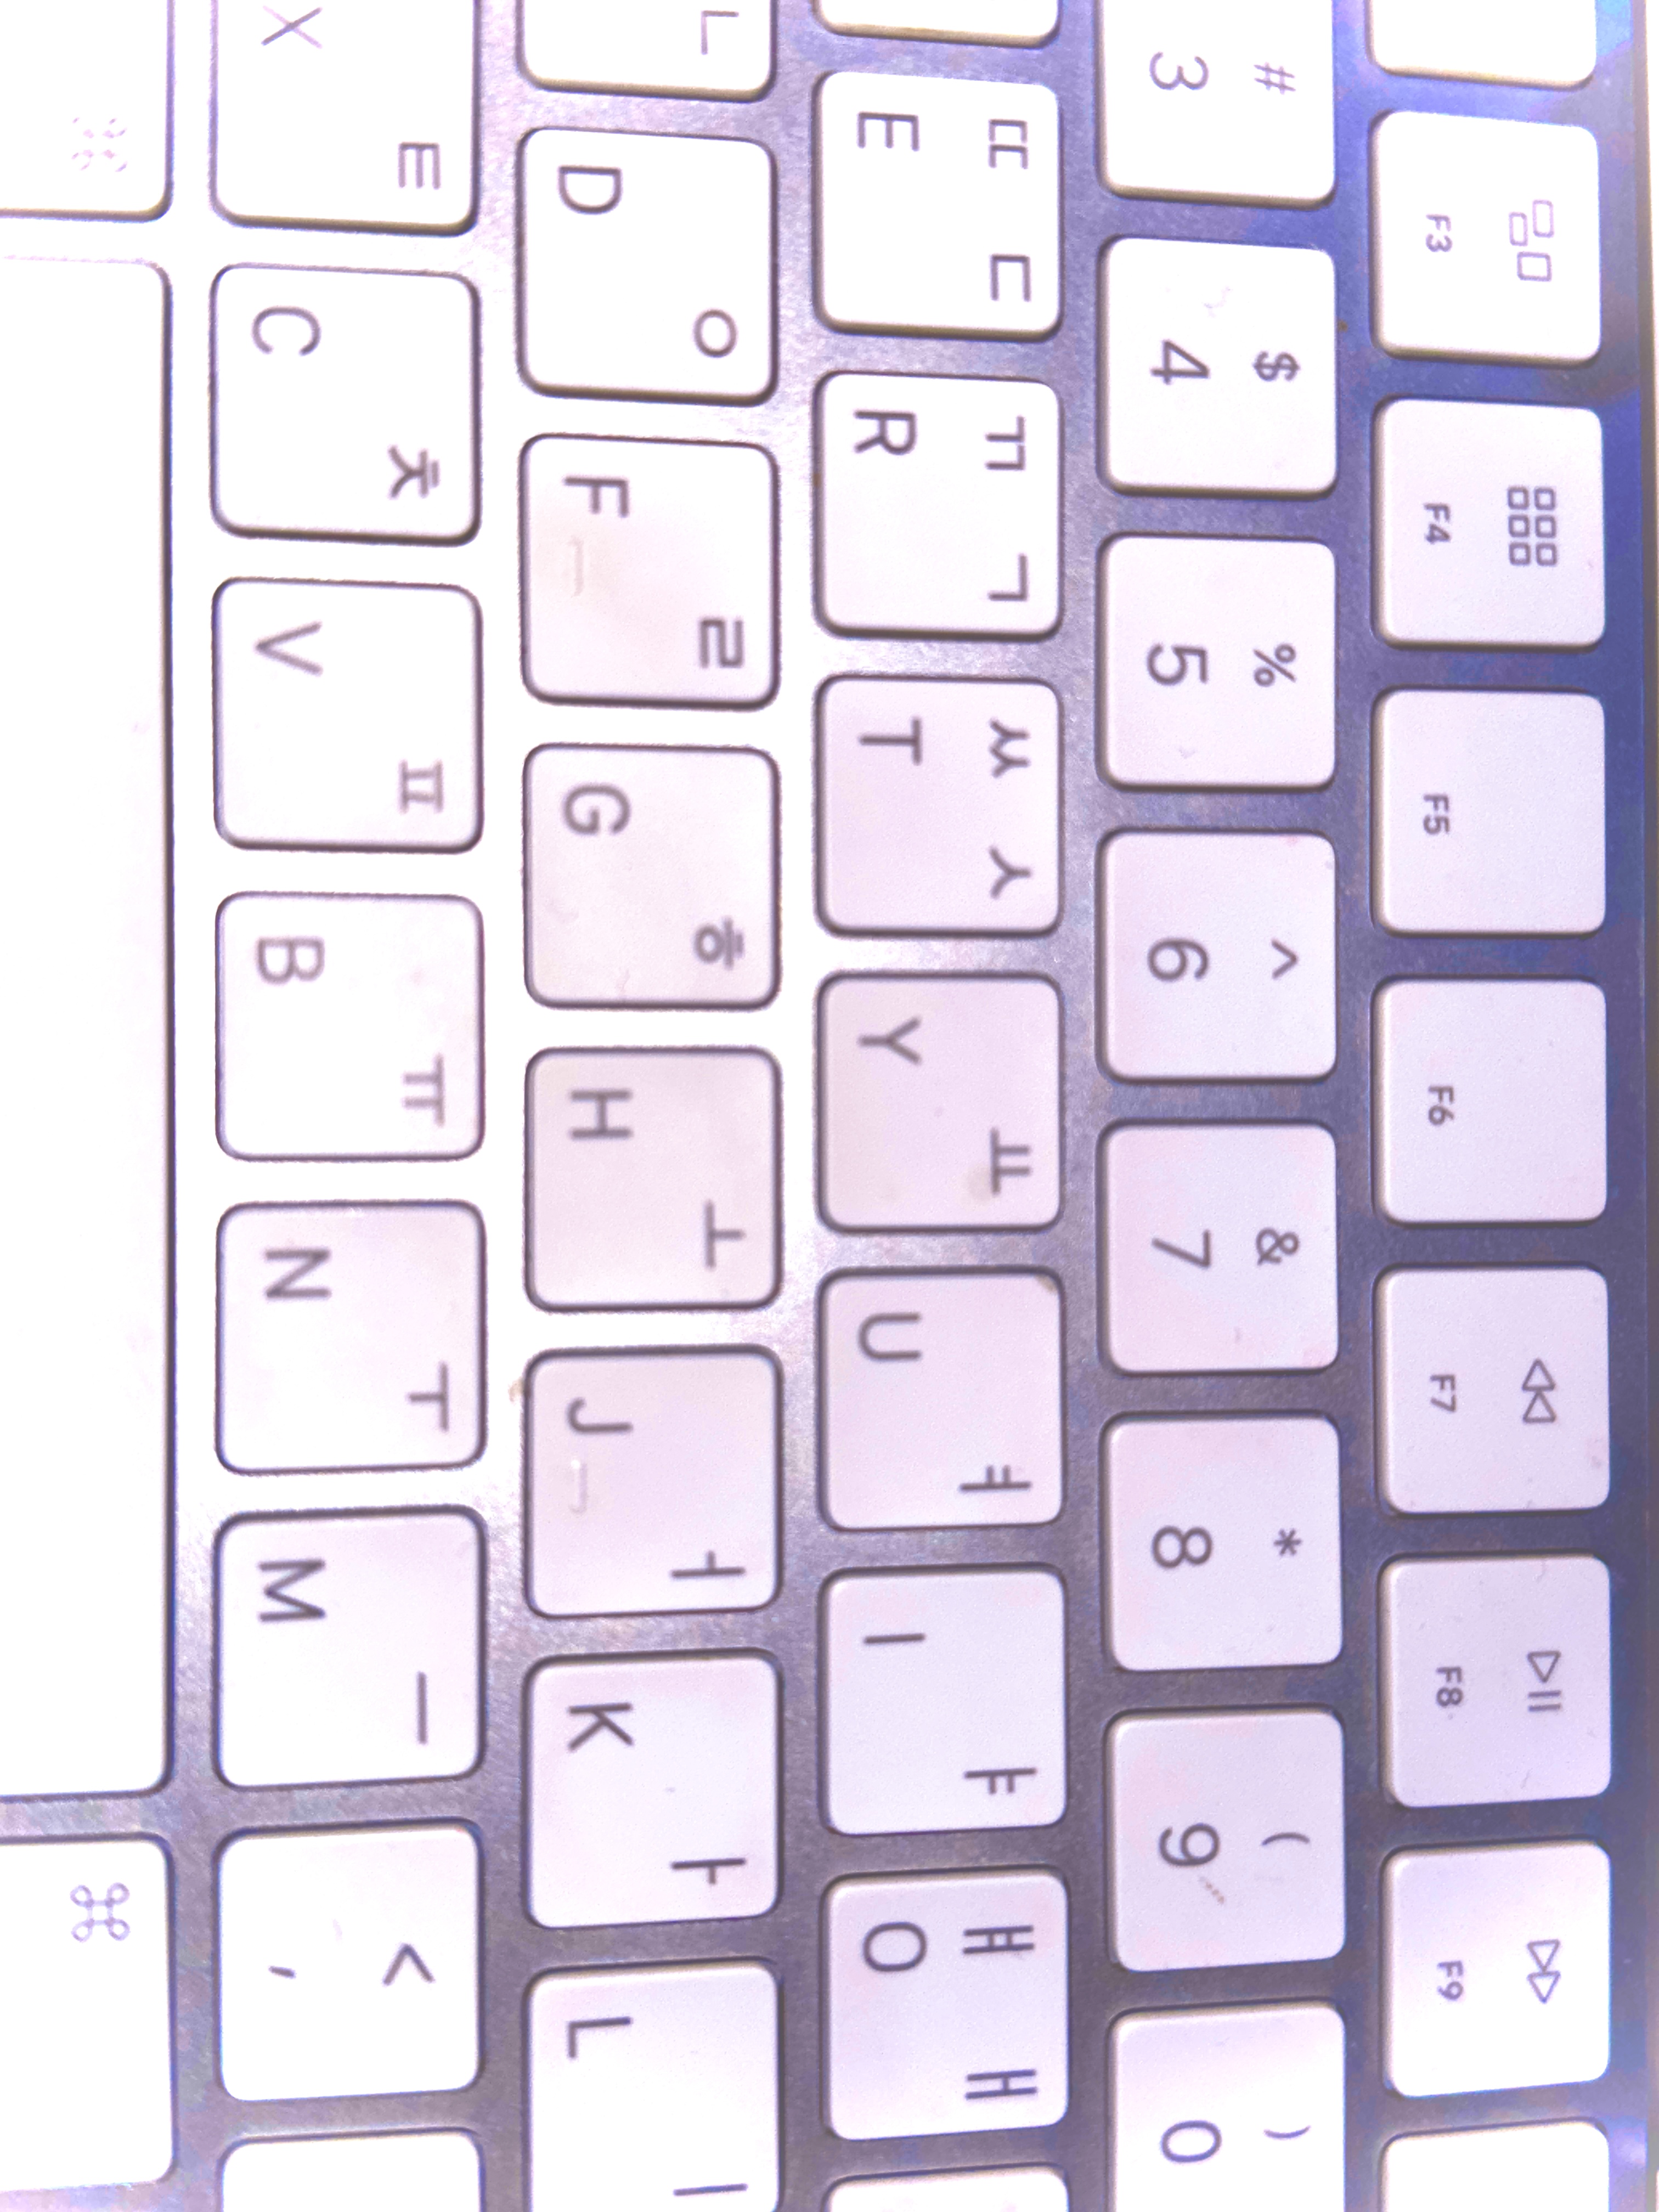 F3 F4 F5 F6 F7 F8 F9
# $ % ^ & * ( )
3 4 5 6 7 8 9 0
ㄸ ㄷ ㄲ ㄱ ㅆ ㅅ ㅛ ㅕ ㅑ ㅒ ㅐ
E R T Y U I O
ㄴ ㅇ ㄹ ㅎ ㅗ ㅓ ㅏ ㅣ
D F G H J K L
X ㅌ C ㅊ V ㅍ B ㅠ N ㅜ M ㅡ < ,
⌘ ⌘